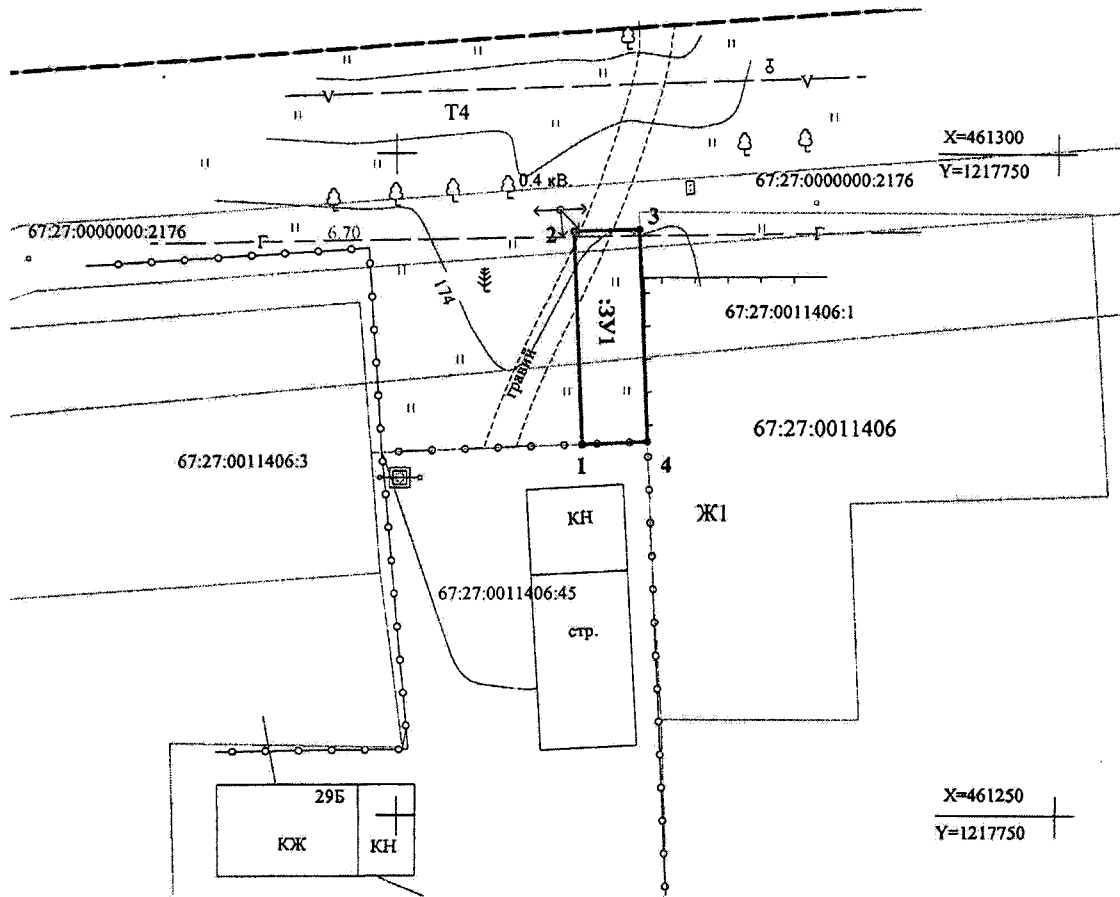 Т4
X=461300
Y=1217750
0.4 кВ.
67:27:0000000:2176
67:27:0000000:2176
Г
6.70
2
3
Г
174
:ЗУ1
67:27:0011406:1
гравий
67:27:0011406
67:27:0011406:3
1
4
КН
Ж1
67:27:0011406:45
стр.
29Б
X=461250
Y=1217750
КЖ
КН